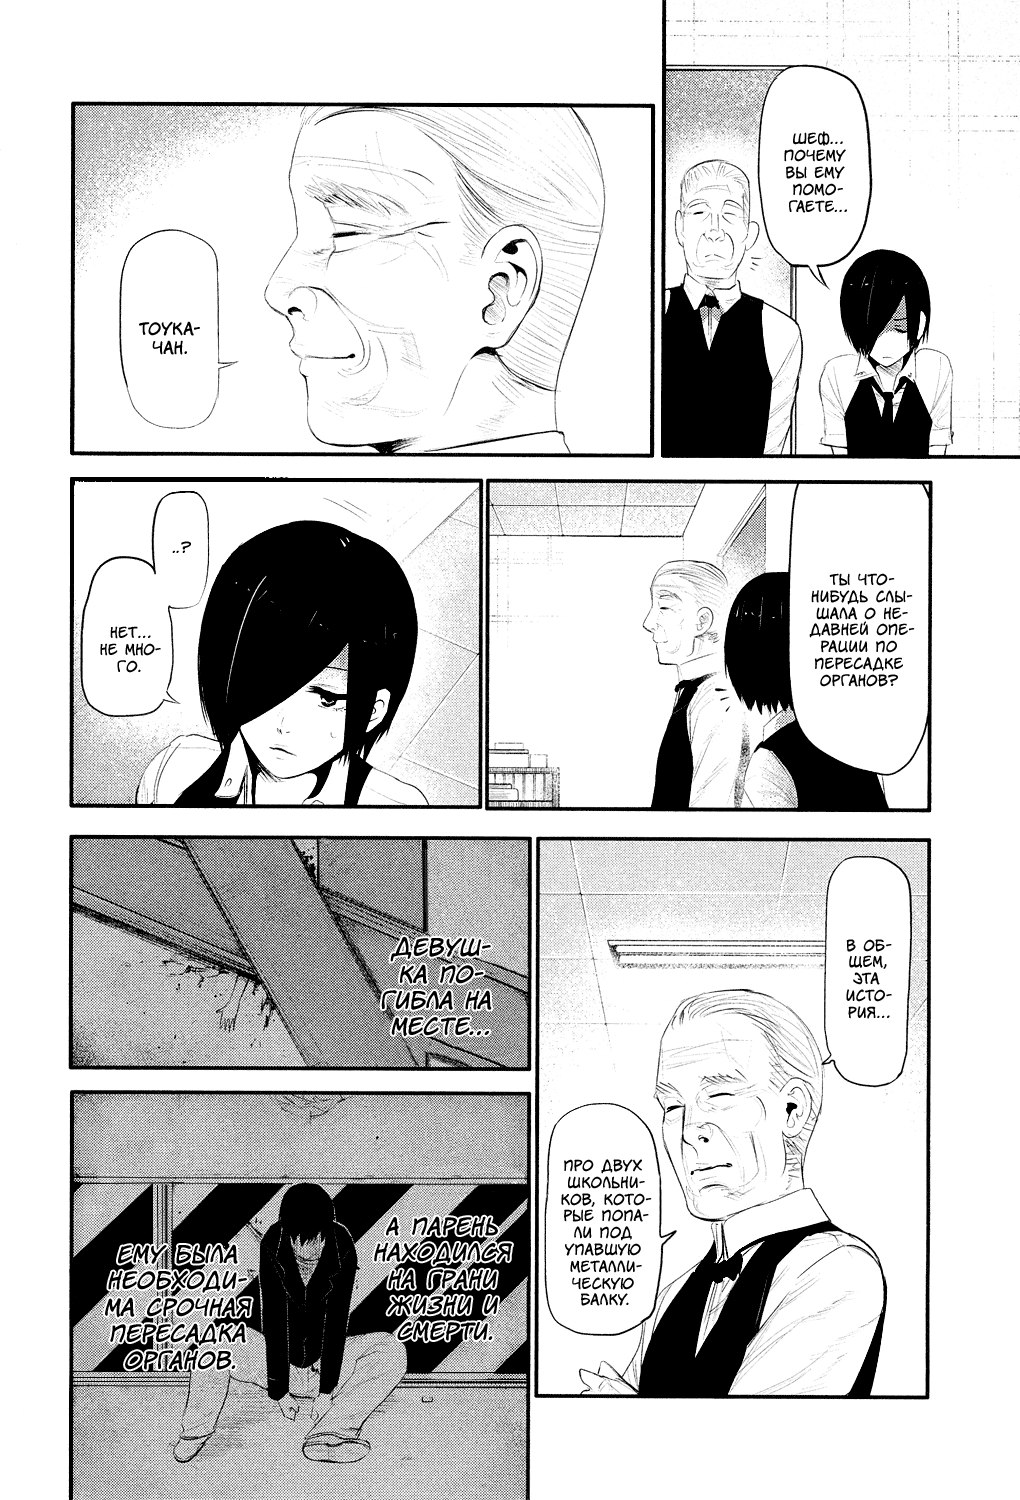 ШЕФ...
ПОЧЕМУ
ВЫ ЕМУ
ПОМО-
ГАЕТЕ...
ТОУКА-
ЧАН.
ТЫ ЧТО-
НИБУДЬ СЛЫ-
ШАЛА О НЕ-
ДАВНЕЙ ОПЕ-
РАЦИИ ПО
ПЕРЕСАДКЕ
ОРГАНОВ?
..?
НЕТ...
НЕ МНО-
ГО.
В ОБ-
ЩЕМ,
ЭТА
ИСТО-
РИЯ...
ПРО ДВУХ
ШКОЛЬНИ-
КОВ, КОТО-
РЫЕ ПОПА-
ЛИ ПОД
УПАВШУЮ
МЕТАЛЛИ-
ЧЕСКУЮ
БАЛКУ.
ДЕВУШ-
КА ПО-
ГИБЛА НА
МЕСТЕ...
А ПАРЕНЬ
НАХОДИЛСЯ
НА ГРАНИ
ЖИЗНИ И
СМЕРТИ.
ЕМУ БЫЛА
НЕОБХОДИ-
МА СРОЧНАЯ
ПЕРЕСАДКА
ОРГАНОВ.